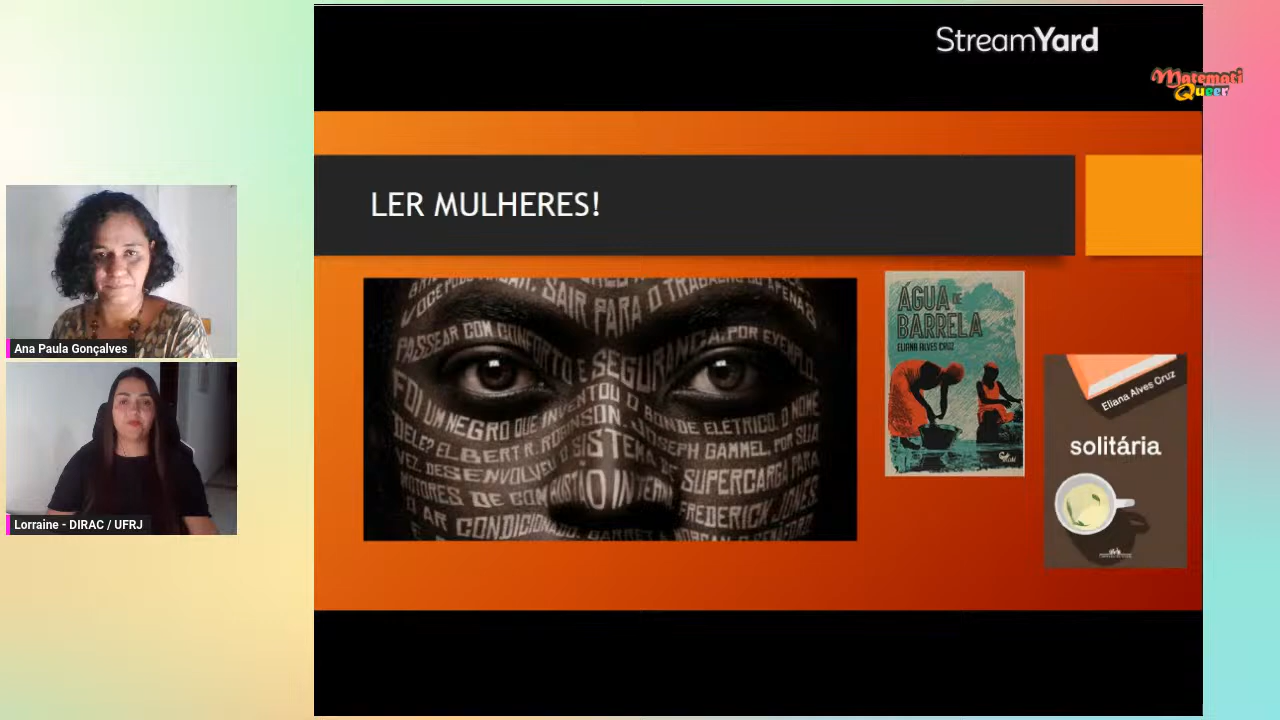 StreamYard
Matemati
Queer
LER MULHERES!
Ana Paula Gonçalves
Lorraine - DIRAC / UFRJ
VOCÊ SAIR PARA O TRABALHO OU APENAS
PASSEAR COM CONFORTO E SEGURANÇA, POR EXEMPLO.
FOI UM NEGRO QUE INVENTOU O BONDE ELÉTRICO. O NOME
DELE? ELBERT R. ROBINSON. JOSEPH GAMMEL, POR SUA
VEZ, DESENVOLVEU O SISTEMA DE SUPERCARGA PARA
MOTORES DE COMBUSTÃO INTERNA
FREDERICK JONES
O AR CONDICIONADO. GARRET
ÁGUA DE
BARRELA
ELIANA ALVES CRUZ
Eliana Alves Cruz
solitária